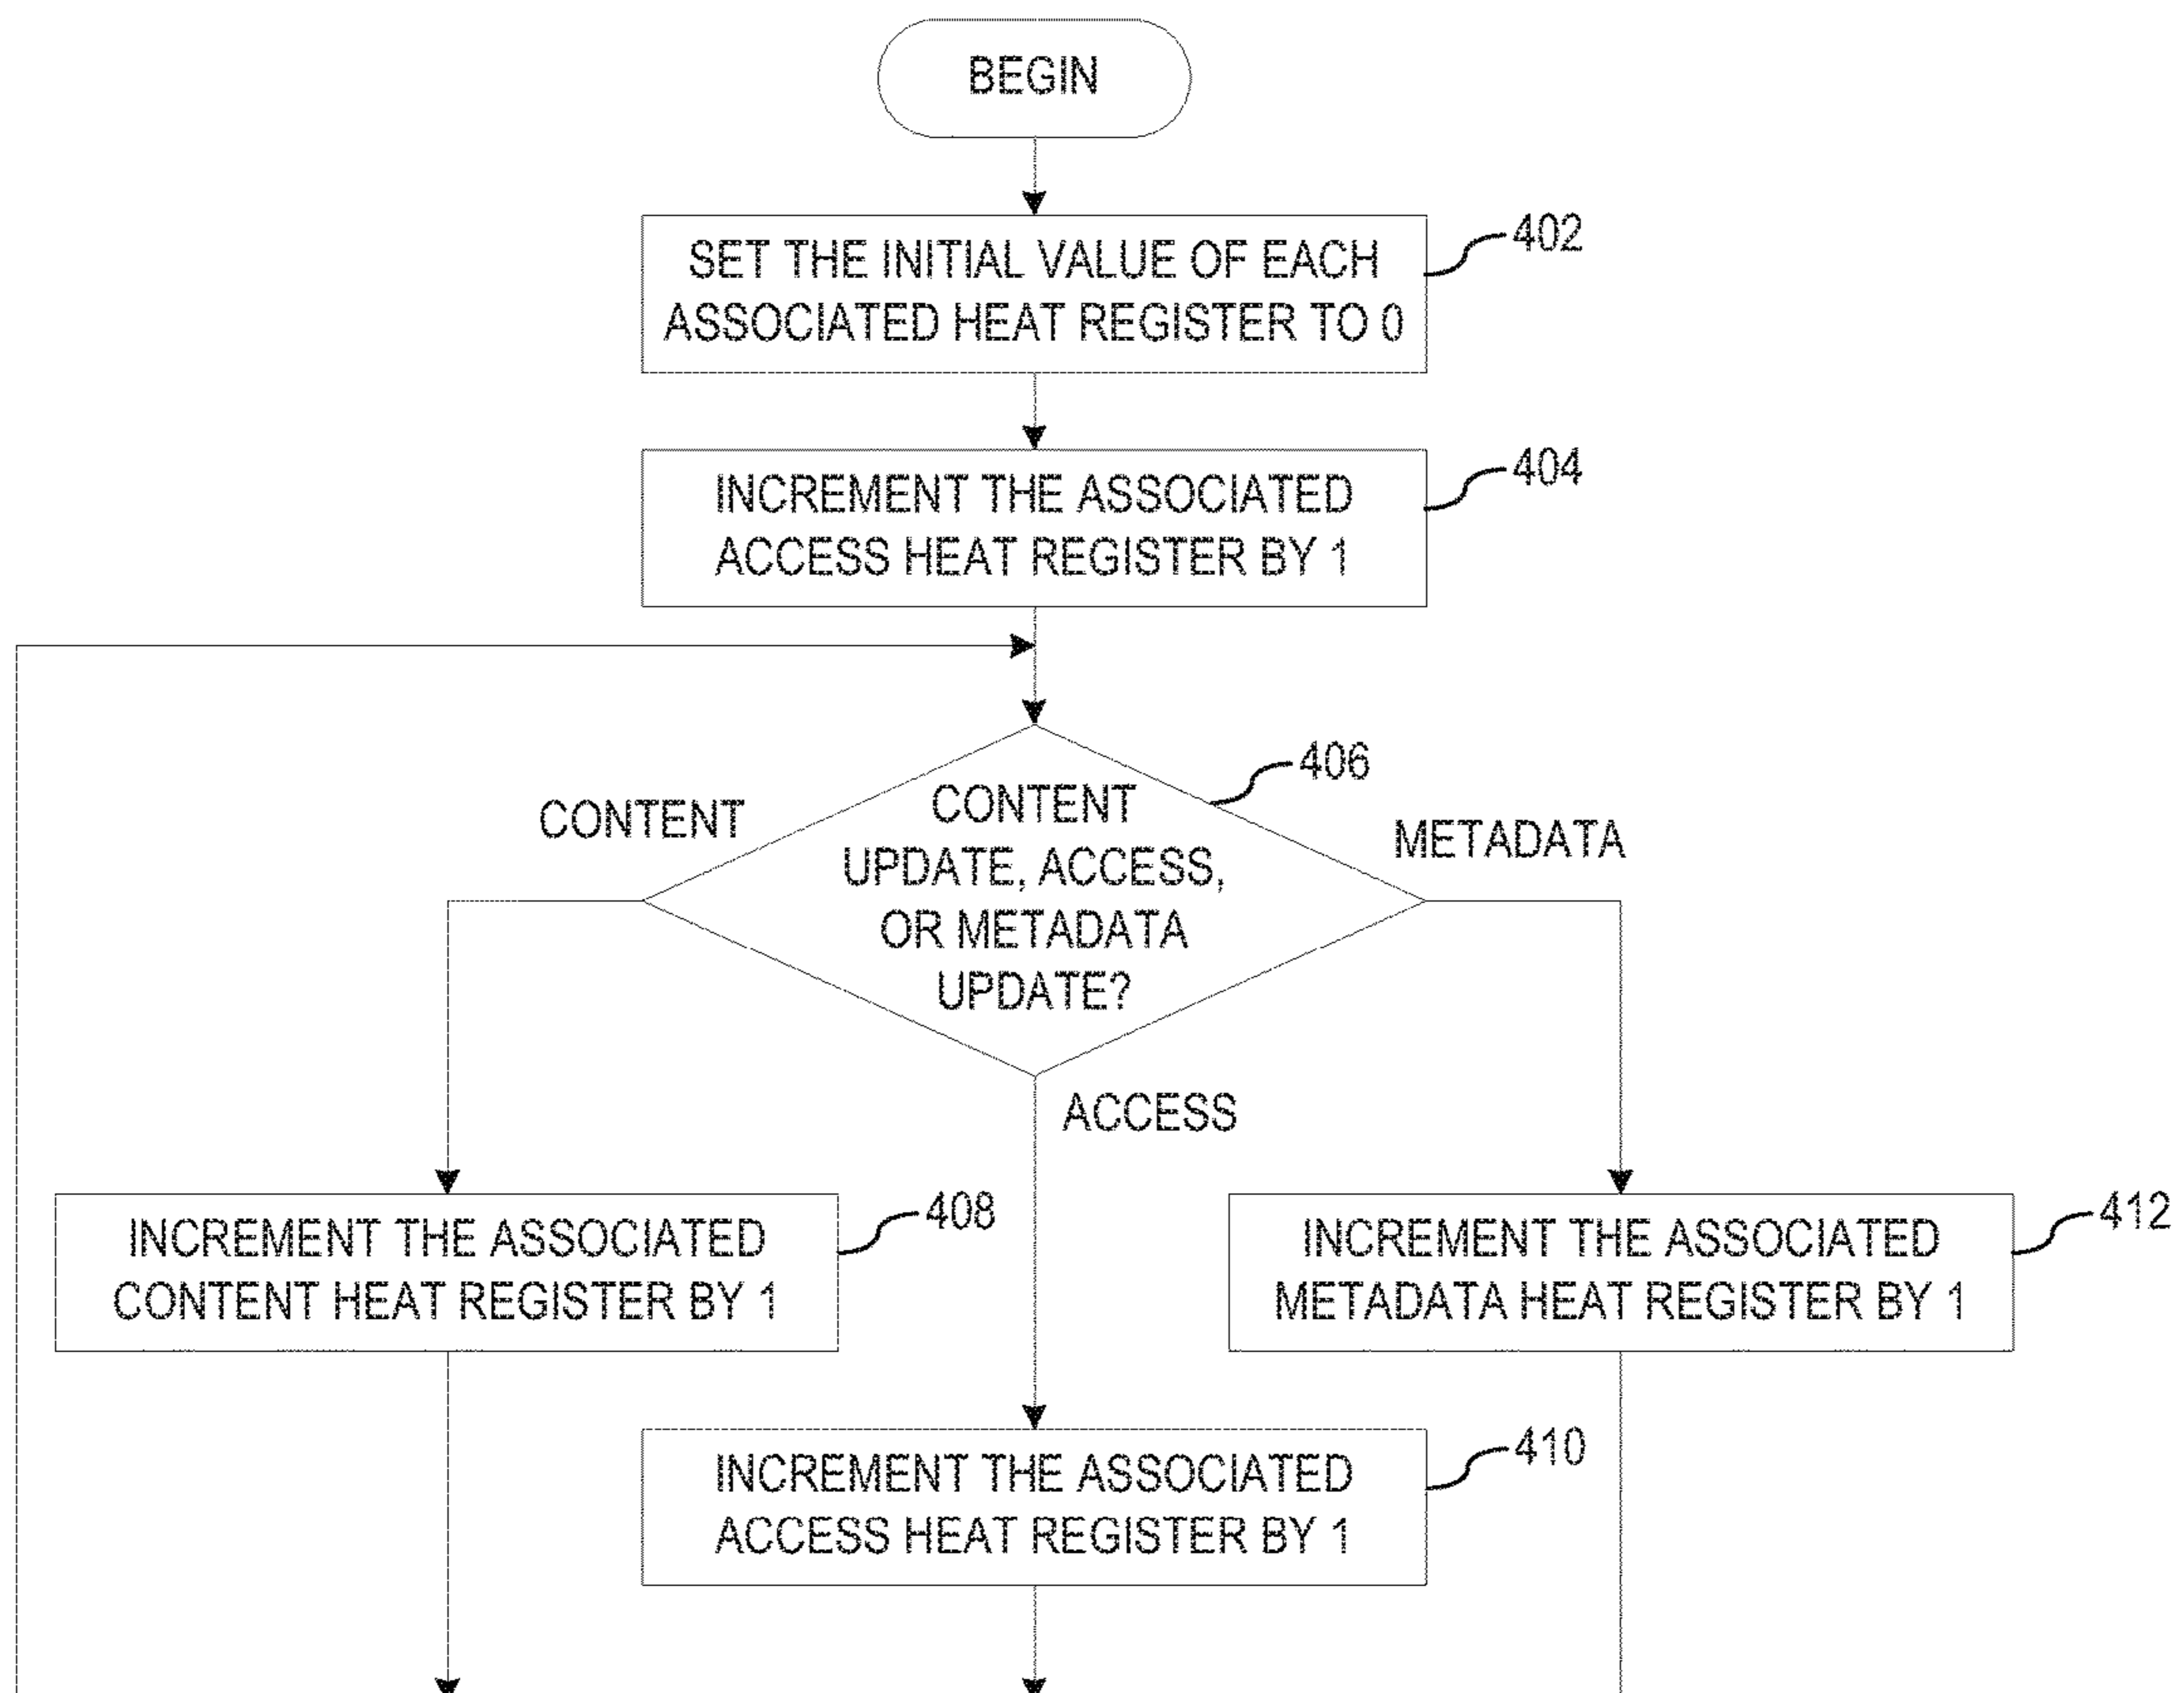 BEGIN
SET THE INITIAL VALUE OF EACH
ASSOCIATED HEAT REGISTER TO 0
402
INCREMENT THE ASSOCIATED
ACCESS HEAT REGISTER BY 1
404
CONTENT
UPDATE, ACCESS,
OR METADATA
UPDATE?
406
CONTENT
METADATA
ACCESS
INCREMENT THE ASSOCIATED
CONTENT HEAT REGISTER BY 1
408
INCREMENT THE ASSOCIATED
METADATA HEAT REGISTER BY 1
412
INCREMENT THE ASSOCIATED
ACCESS HEAT REGISTER BY 1
410